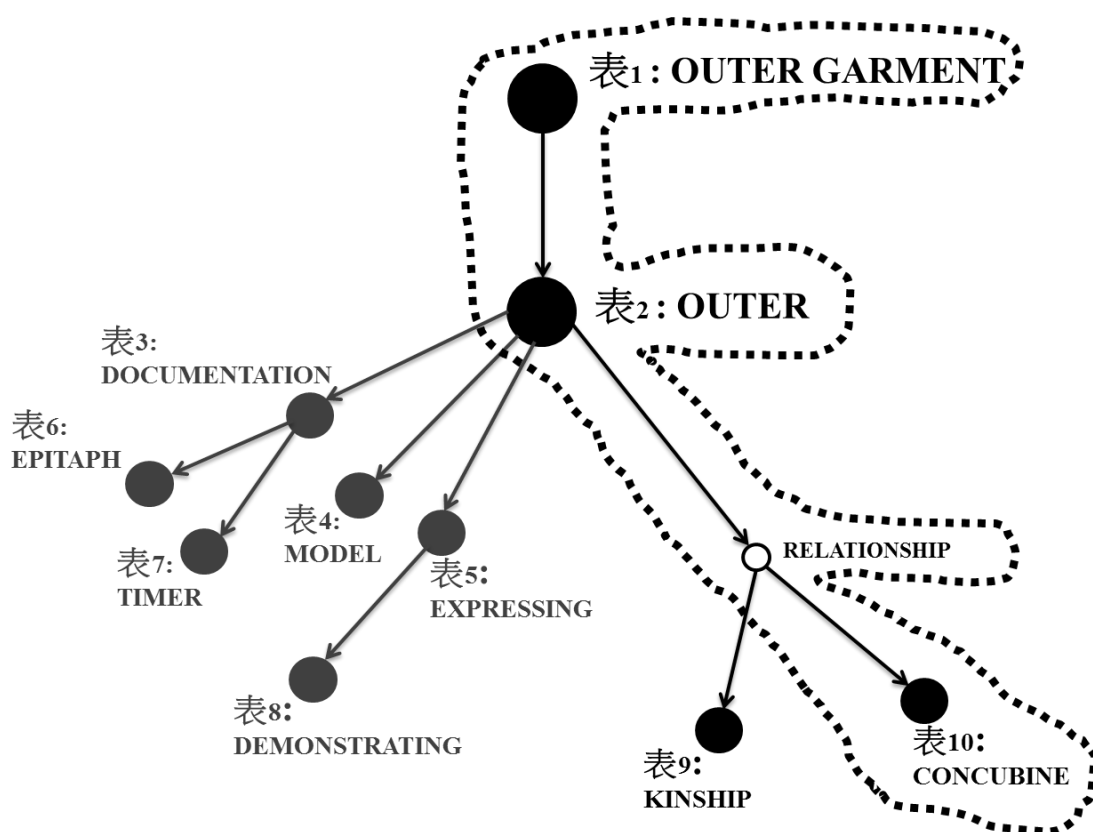 表1: OUTER GARMENT
表2: OUTER
表3:
DOCUMENTATION
表6:
EPITAPH
表7:
TIMER
表4:
MODEL
表5:
EXPRESSING
RELATIONSHIP
表8:
DEMONSTRATING
表9:
KINSHIP
表10:
CONCUBINE